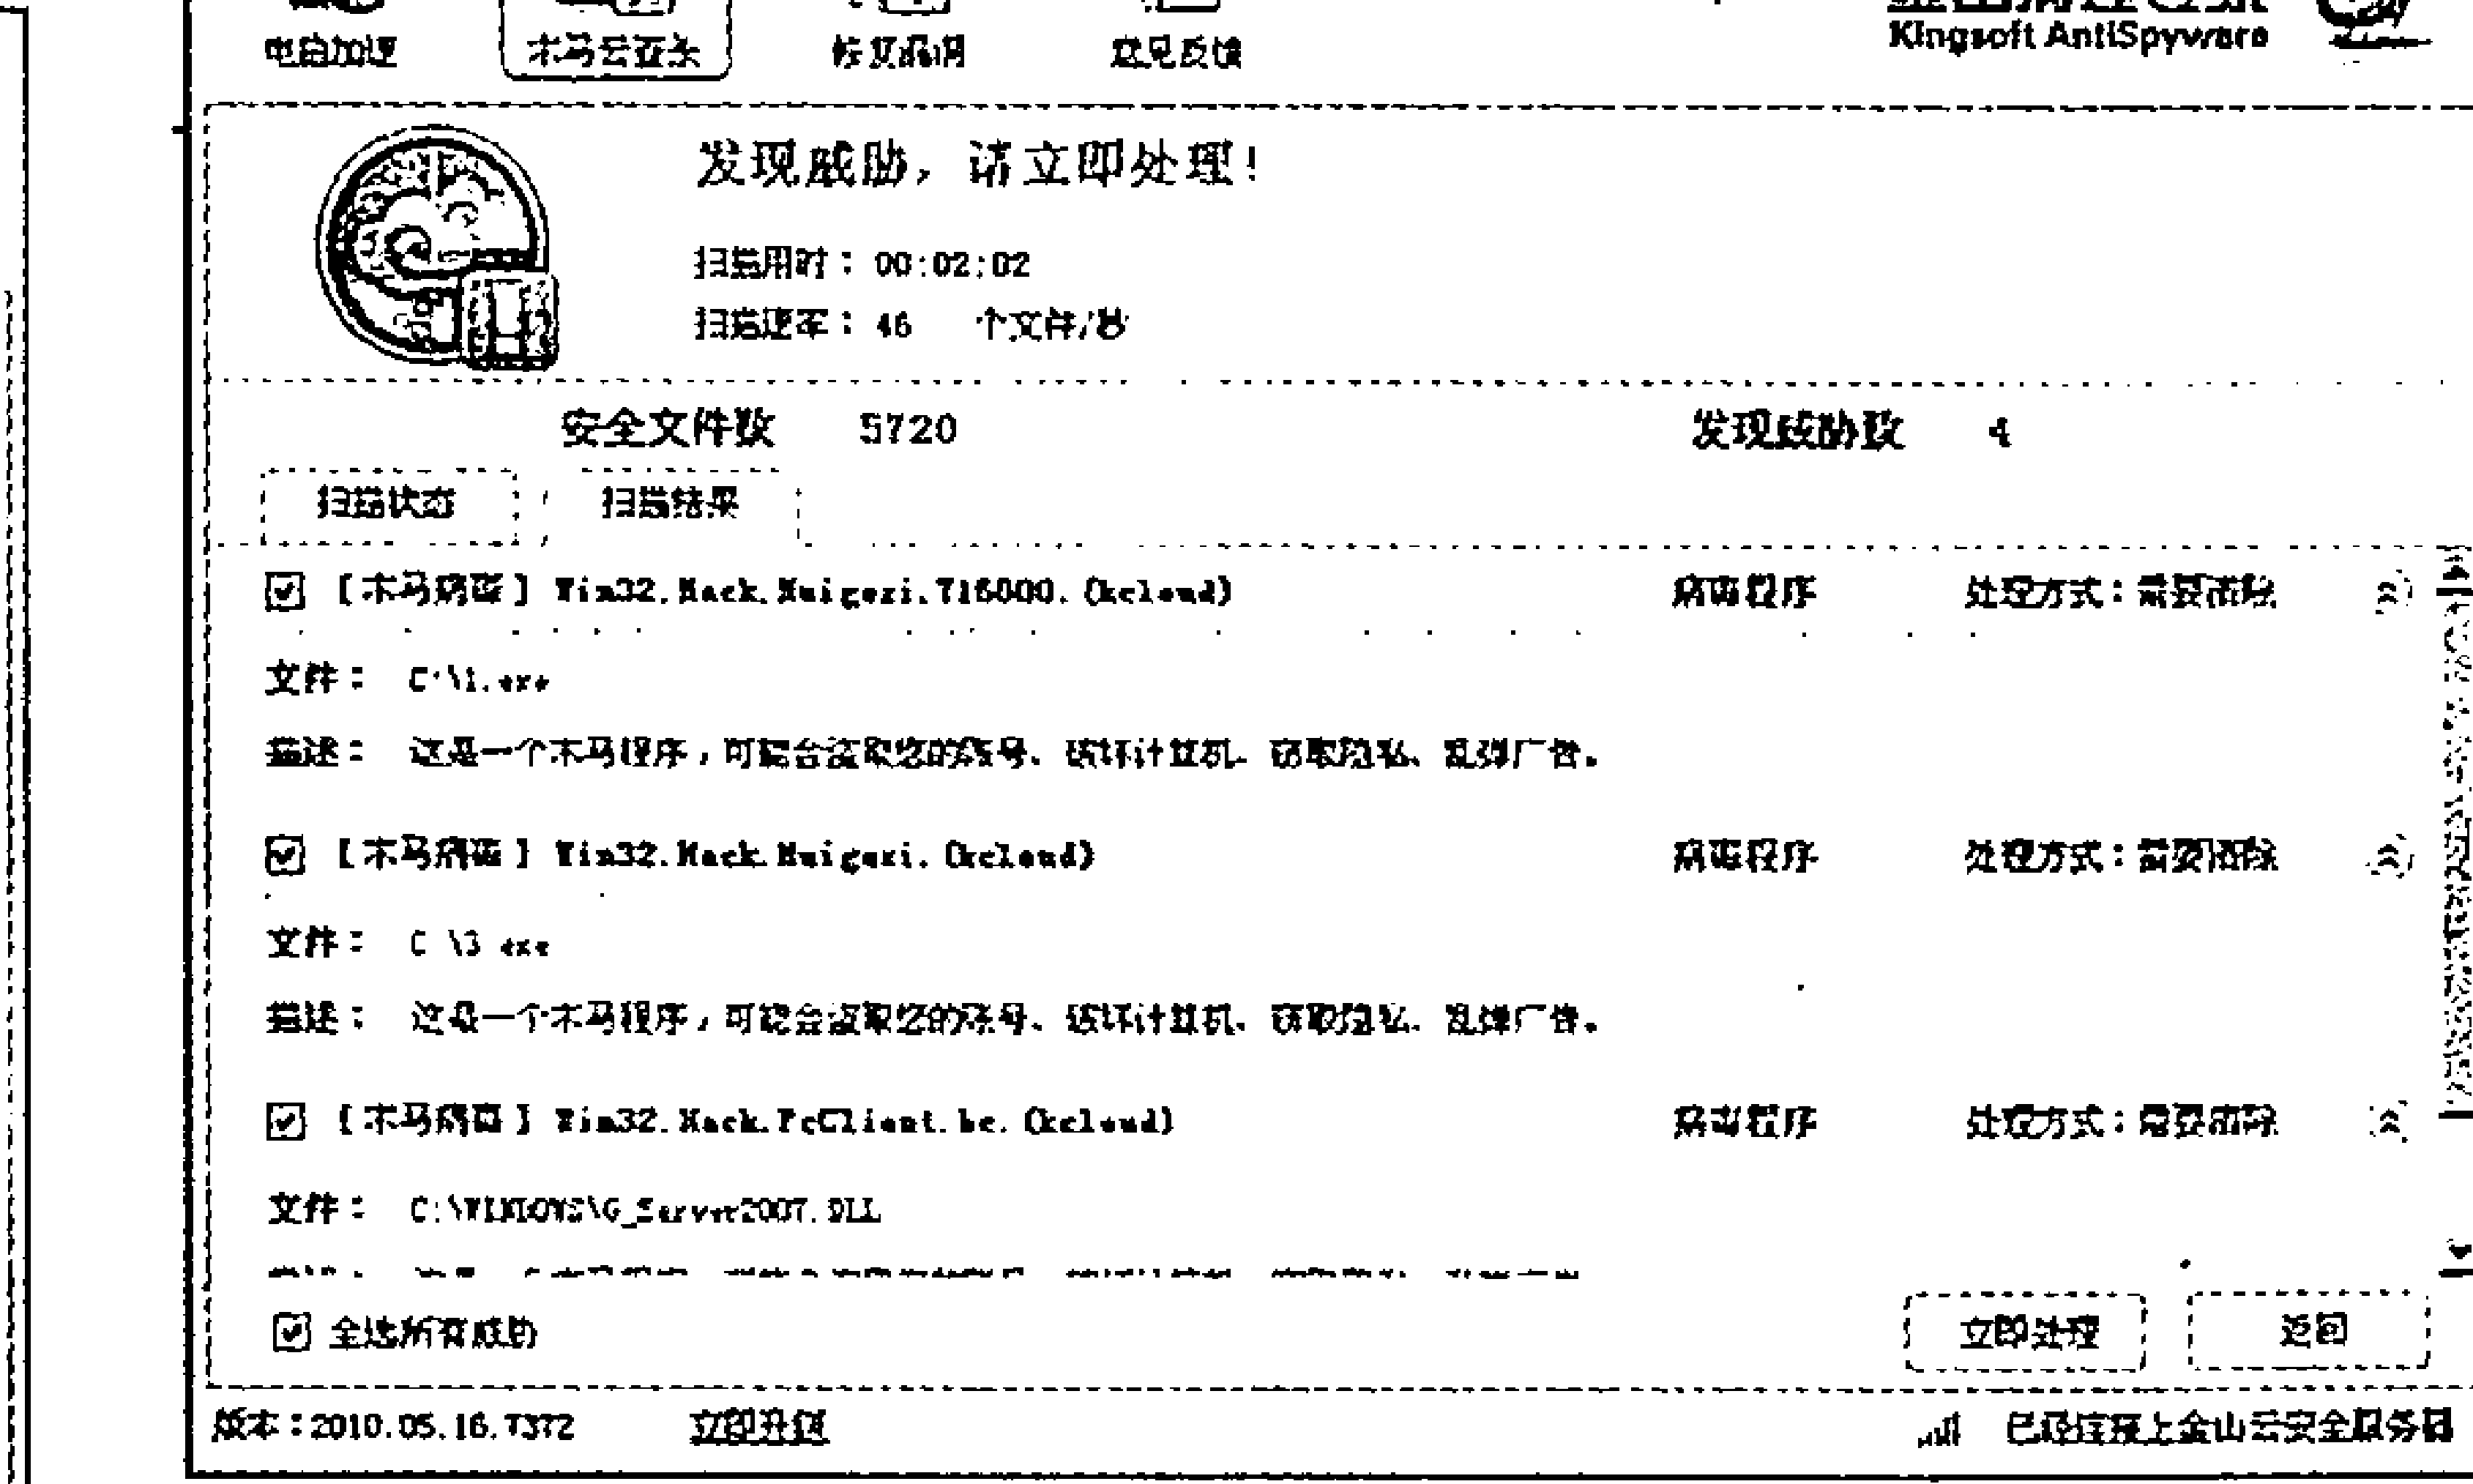 电脑加速 木马云查杀 修复漏洞 意见反馈
Kingsoft AntiSpyware
发现威胁，请立即处理！
扫描用时：00:02:02
扫描速率：46 个文件/秒
安全文件数 5720 发现威胁数 4
扫描状态 扫描结果
【木马病毒】Win32.Hack.Huigezi.716800.(kcloud) 病毒程序 处理方式：需要清除
文件： C:\1.exe
描述： 这是一个木马程序，可能会盗取您的账号、破坏计算机、窃取隐私、乱弹广告。
【木马病毒】Win32.Hack.Huigezi.(kcloud) 病毒程序 处理方式：需要清除
文件： C:\3.exe
描述： 这是一个木马程序，可能会盗取您的账号、破坏计算机、窃取隐私、乱弹广告。
【木马病毒】Win32.Hack.PcClient.bc.(kcloud) 病毒程序 处理方式：需要清除
文件： C:\WINDOWS\G_Server2007.DLL
全选所有威胁
立即处理 返回
版本：2010.05.16.7372 立即升级 已经连接上金山云安全服务器